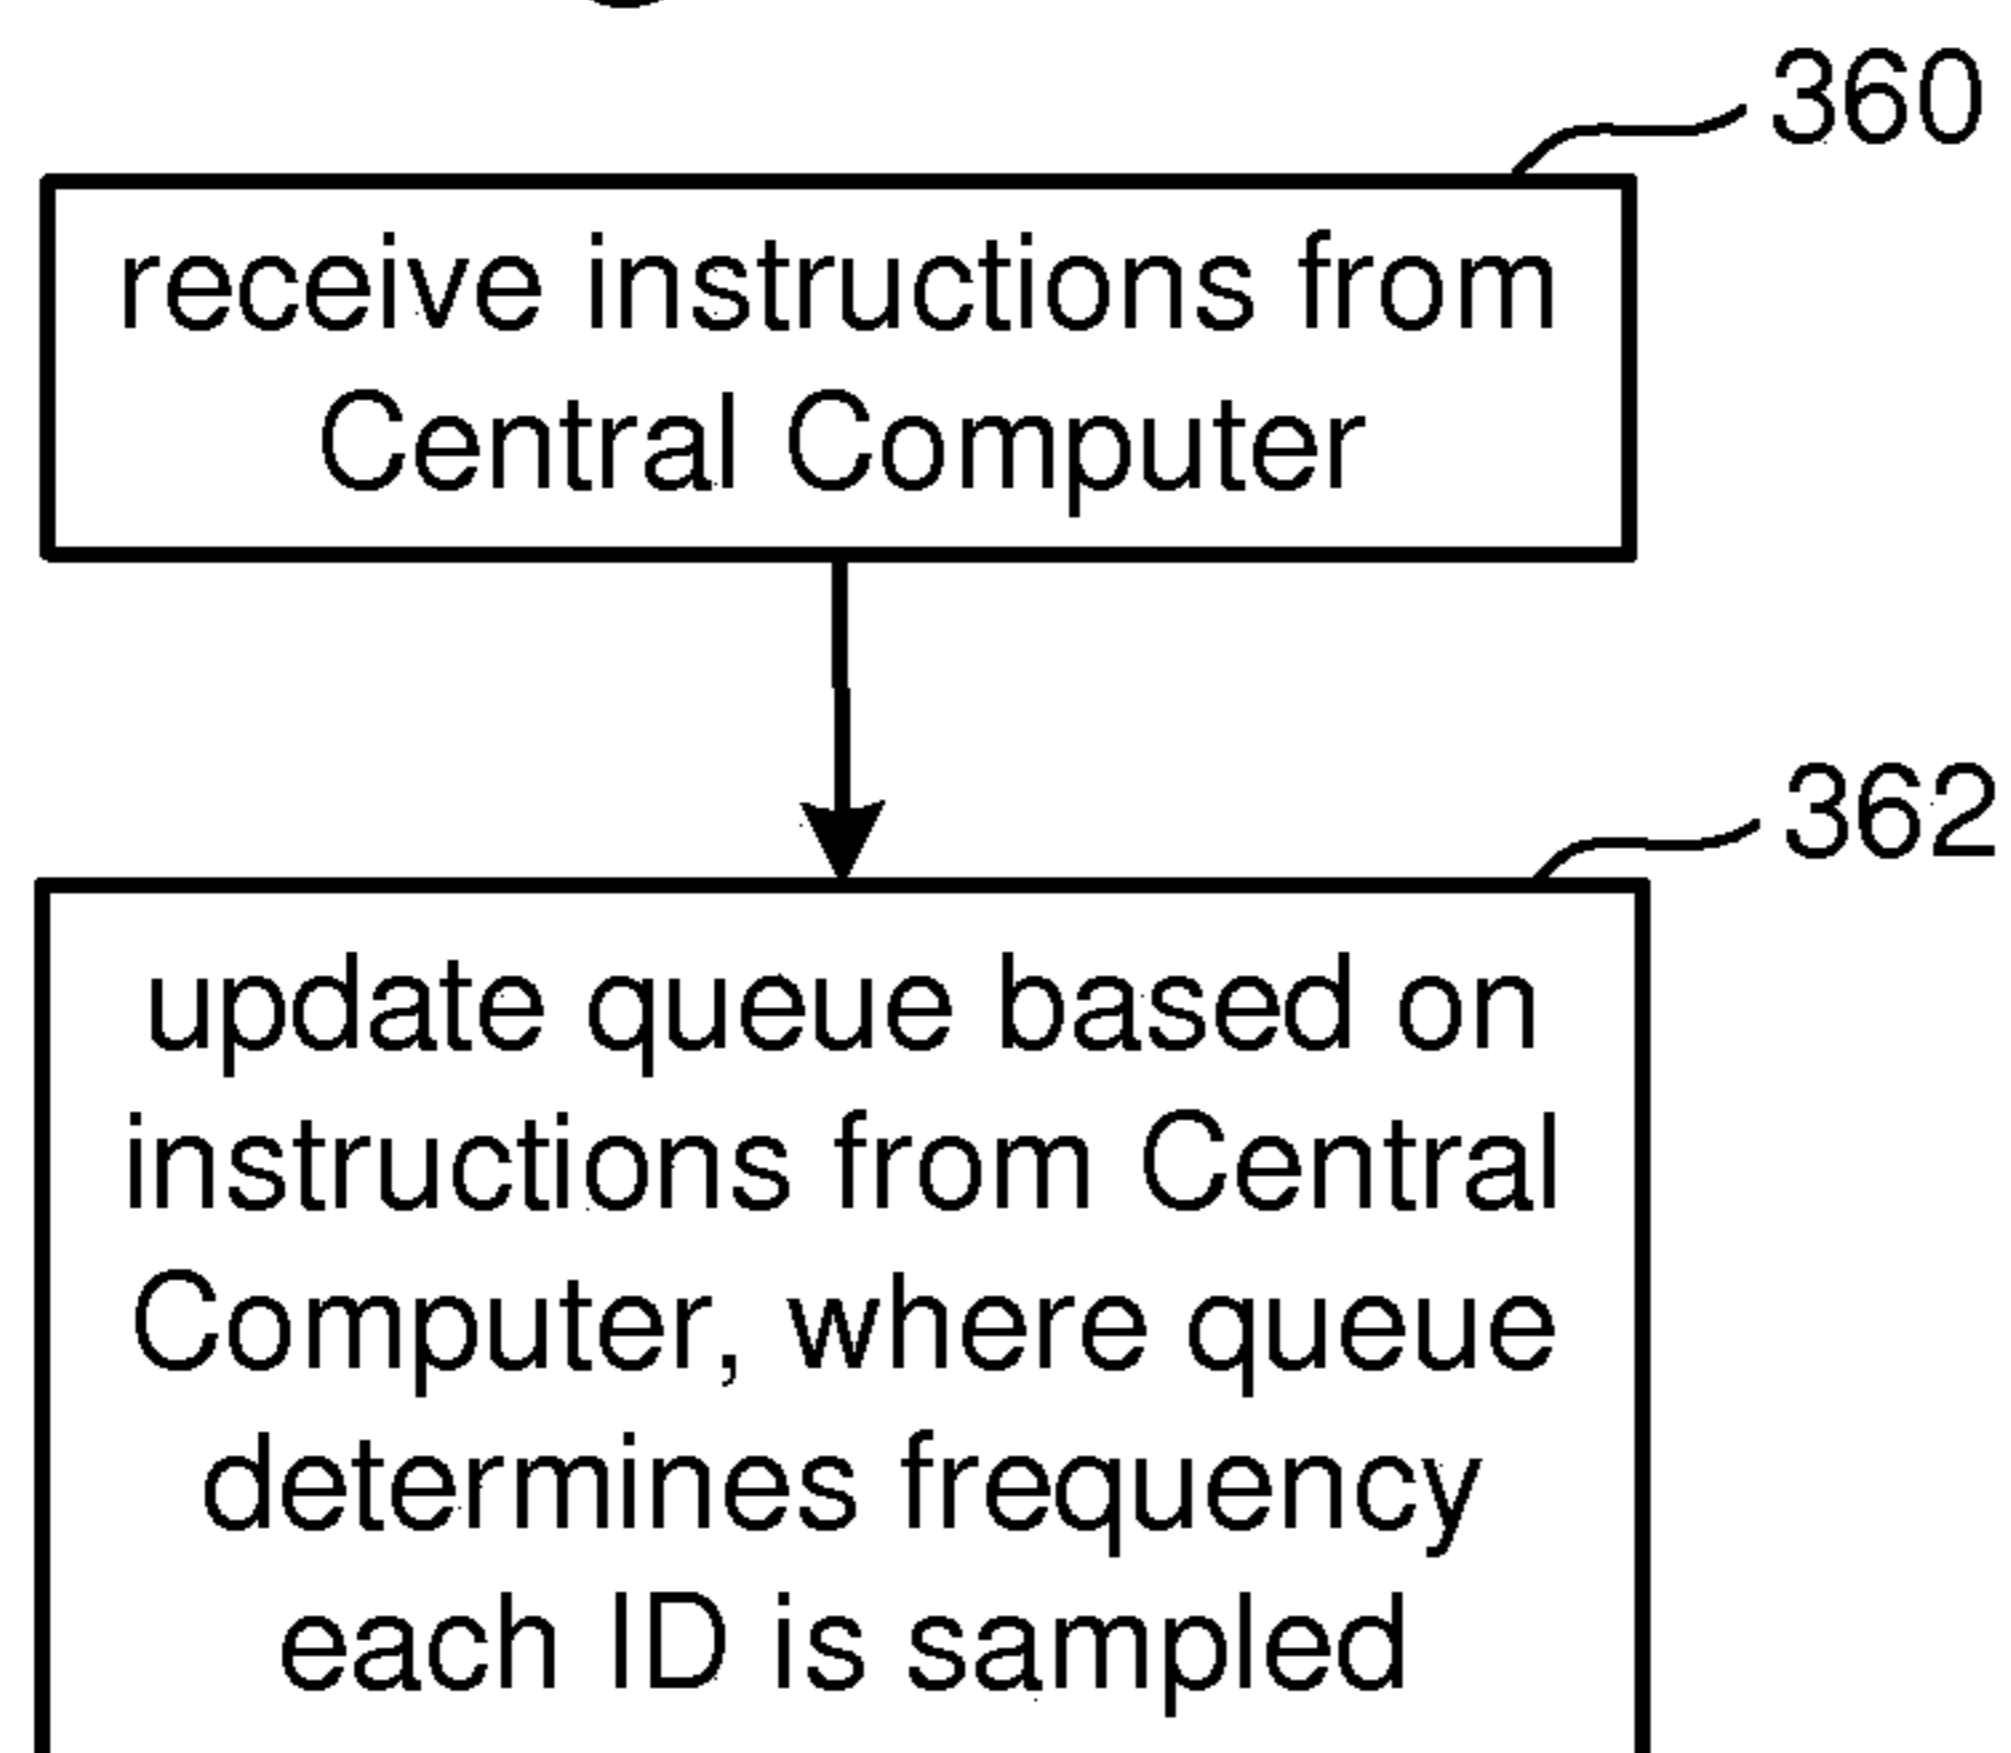 360
receive instructions from
Central Computer
362
update queue based on
instructions from Central
Computer, where queue
determines frequency
each ID is sampled